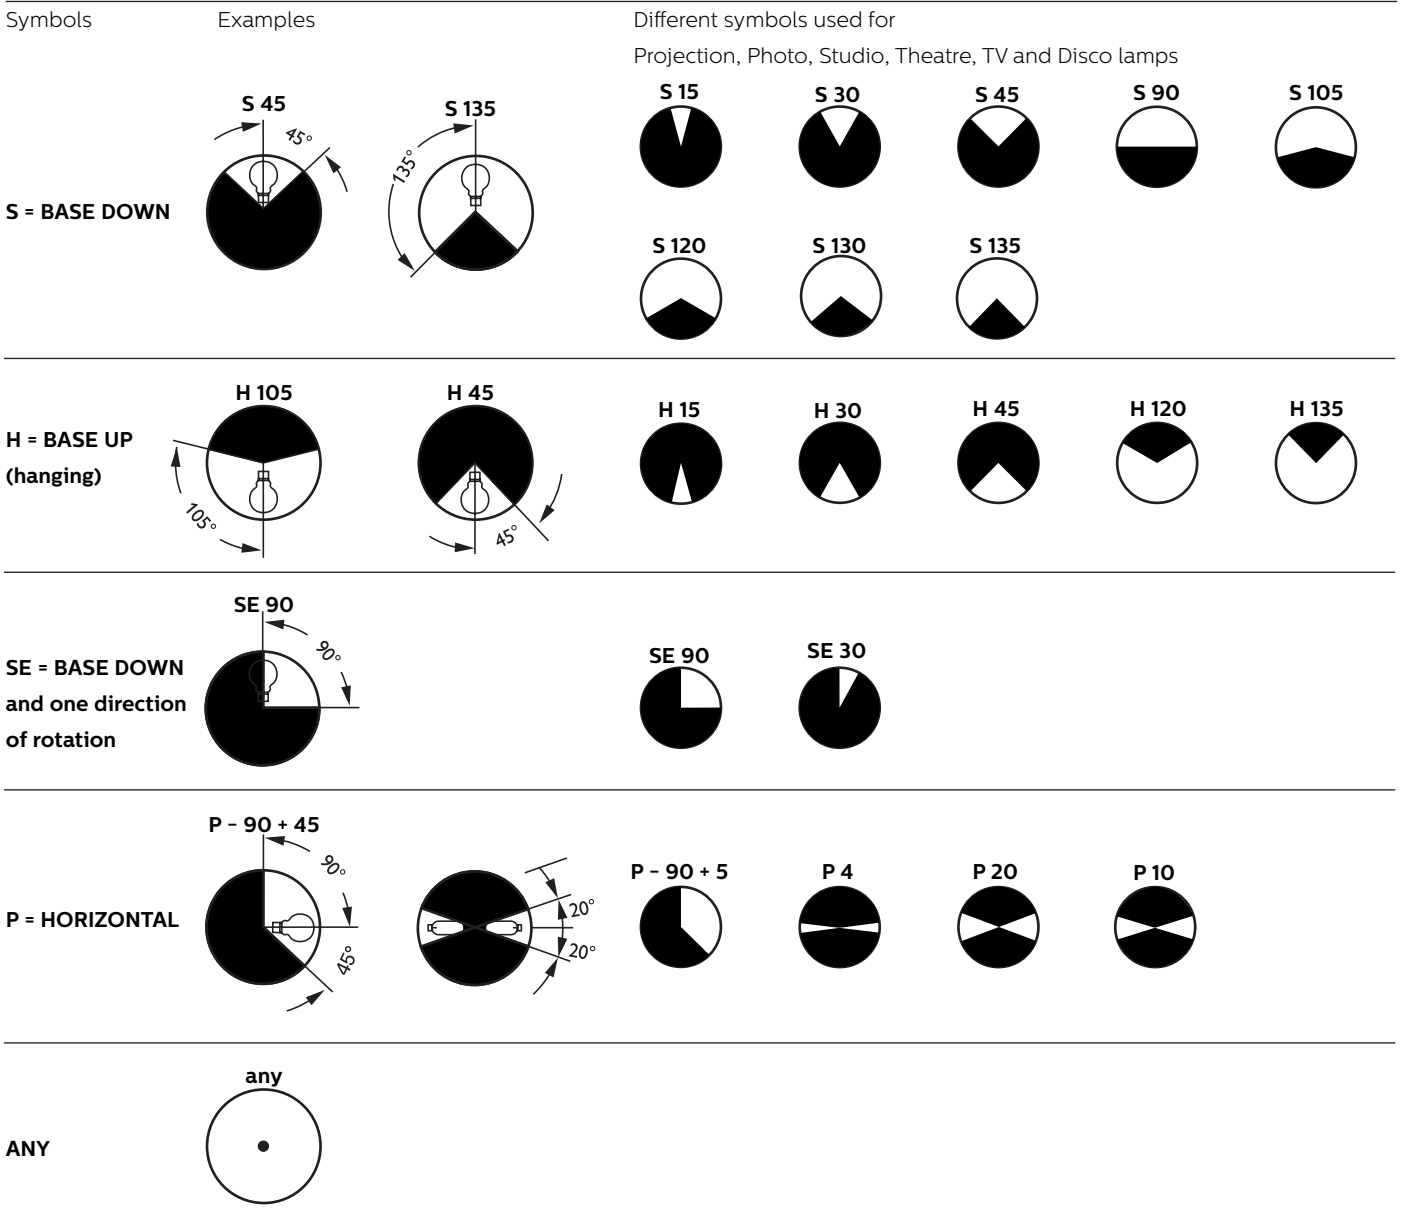 Symbols
Examples
Different symbols used for
Projection, Photo, Studio, Theatre, TV and Disco lamps
S = BASE DOWN
S 45
45°
S 135
135°
S 15
S 30
S 45
S 90
S 105
S 120
S 130
S 135
H = BASE UP
(hanging)
H 105
105°
H 45
45°
H 15
H 30
H 45
H 120
H 135
SE = BASE DOWN
and one direction
of rotation
SE 90
90°
SE 90
SE 30
P = HORIZONTAL
P - 90 + 45
90°
45°
20°
20°
P - 90 + 5
P 4
P 20
P 10
ANY
any